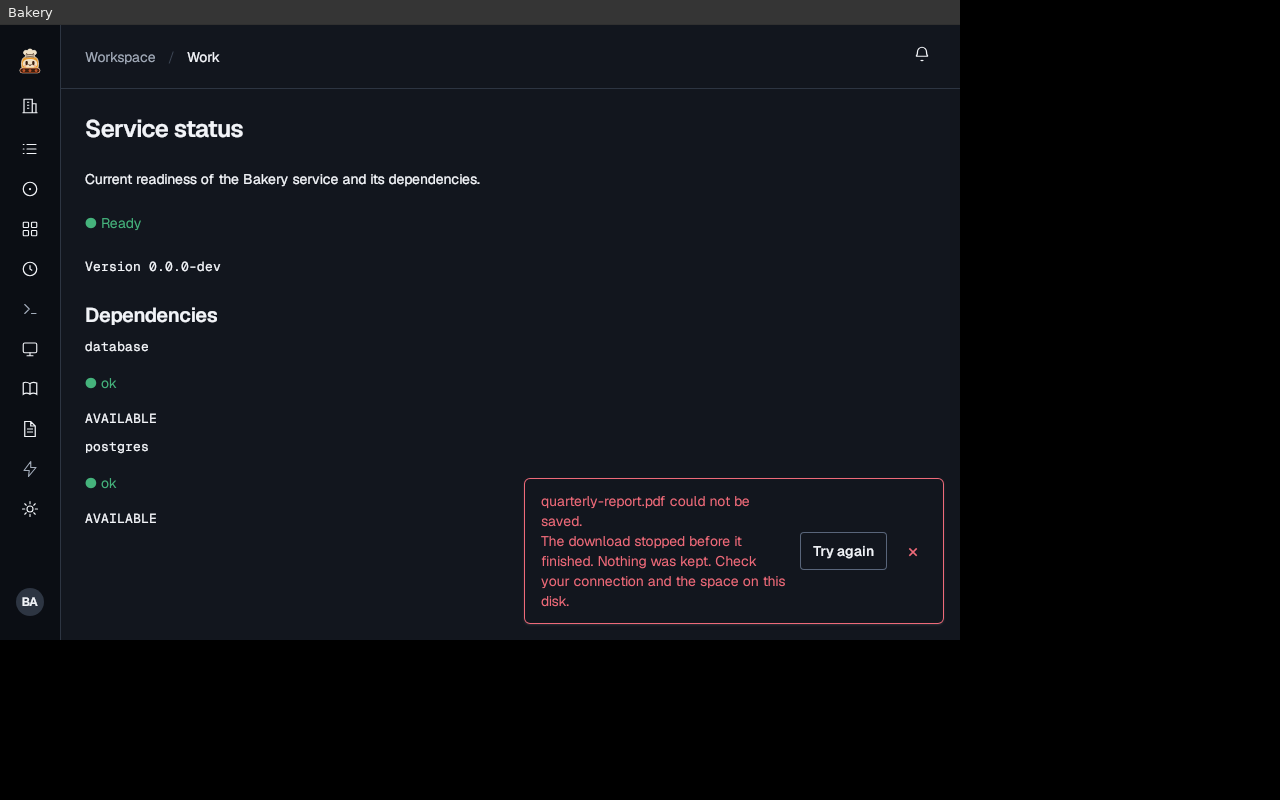 Bakery
Workspace / Work
Service status
Current readiness of the Bakery service and its dependencies.
Ready
Version 0.0.0-dev
Dependencies
database
ok
AVAILABLE
postgres
ok
AVAILABLE
quarterly-report.pdf could not be
saved.
The download stopped before it
finished. Nothing was kept. Check
your connection and the space on this
disk.
Try again
BA